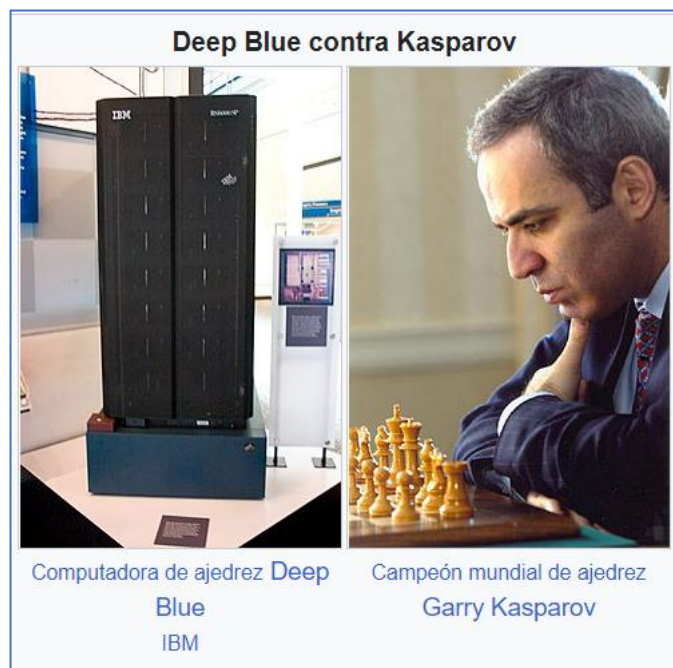 Deep Blue contra Kasparov
IBM
Computadora de ajedrez Deep
Blue
IBM
Campeón mundial de ajedrez
Garry Kasparov